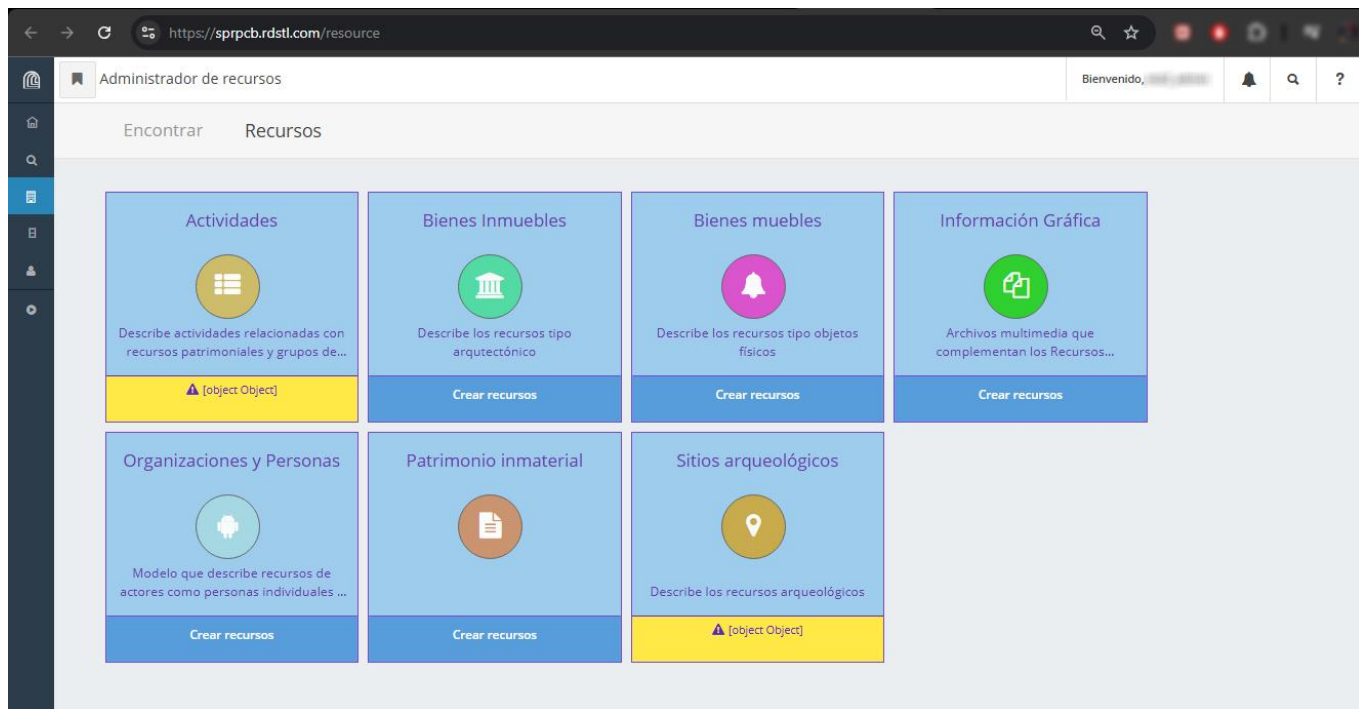 https://sprpcb.rdstl.com/resource
Administrador de recursos
Bienvenido,
?
Encontrar Recursos
Actividades
Describe actividades relacionadas con
recursos patrimoniales y grupos de...
[object Object]
Bienes Inmuebles
Describe los recursos tipo
arqutectónico
Crear recursos
Bienes muebles
Describe los recursos tipo objetos
físicos
Crear recursos
Información Gráfica
Archivos multimedia que
complementan los Recursos...
Crear recursos
Organizaciones y Personas
Modelo que describe recursos de
actores como personas individuales ...
Crear recursos
Patrimonio inmaterial
Crear recursos
Sitios arqueológicos
Describe los recursos arqueológicos
[object Object]